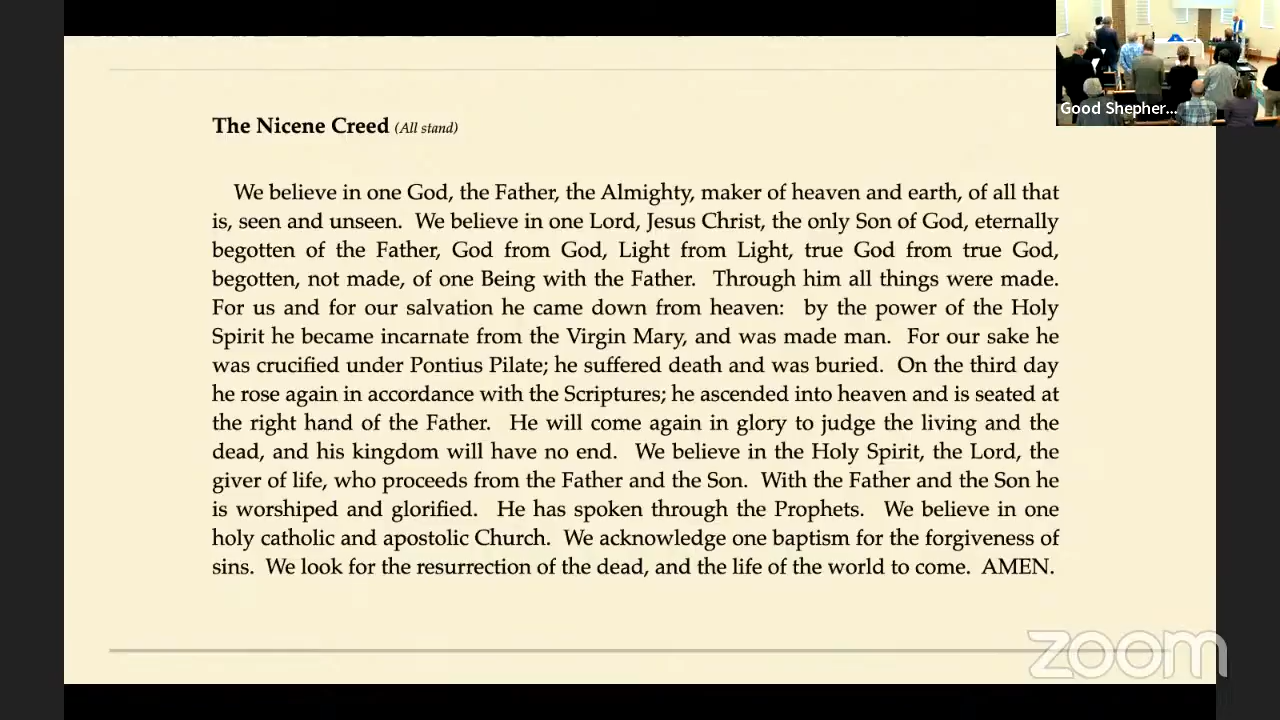 Good Shepher...
The Nicene Creed (All stand)
We believe in one God, the Father, the Almighty, maker of heaven and earth, of all that
is, seen and unseen. We believe in one Lord, Jesus Christ, the only Son of God, eternally
begotten of the Father, God from God, Light from Light, true God from true God,
begotten, not made, of one Being with the Father. Through him all things were made.
For us and for our salvation he came down from heaven: by the power of the Holy
Spirit he became incarnate from the Virgin Mary, and was made man. For our sake he
was crucified under Pontius Pilate; he suffered death and was buried. On the third day
he rose again in accordance with the Scriptures; he ascended into heaven and is seated at
the right hand of the Father. He will come again in glory to judge the living and the
dead, and his kingdom will have no end. We believe in the Holy Spirit, the Lord, the
giver of life, who proceeds from the Father and the Son. With the Father and the Son he
is worshiped and glorified. He has spoken through the Prophets. We believe in one
holy catholic and apostolic Church. We acknowledge one baptism for the forgiveness of
sins. We look for the resurrection of the dead, and the life of the world to come. AMEN.
zoom